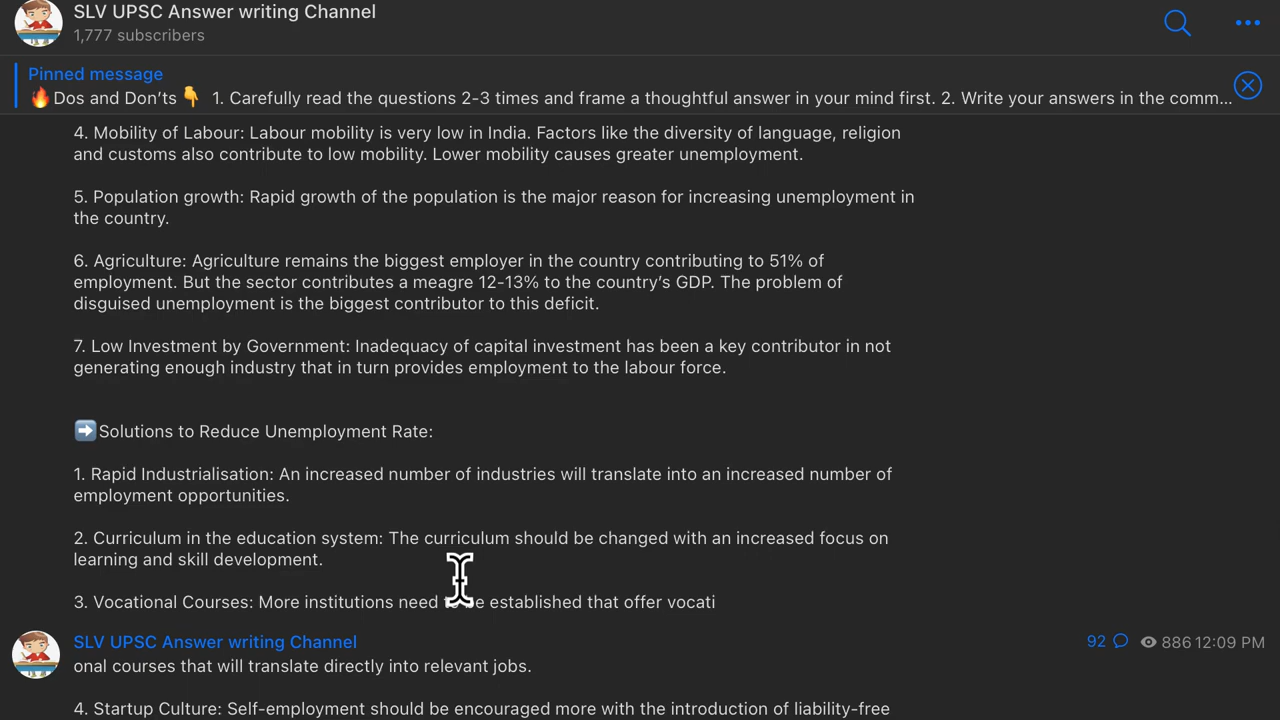 SLV UPSC Answer writing Channel
1,777 subscribers
Pinned message
🔥Dos and Don'ts 👇 1. Carefully read the questions 2-3 times and frame a thoughtful answer in your mind first. 2. Write your answers in the comm...
4. Mobility of Labour: Labour mobility is very low in India. Factors like the diversity of language, religion
and customs also contribute to low mobility. Lower mobility causes greater unemployment.
5. Population growth: Rapid growth of the population is the major reason for increasing unemployment in
the country.
6. Agriculture: Agriculture remains the biggest employer in the country contributing to 51% of
employment. But the sector contributes a meagre 12-13% to the country's GDP. The problem of
disguised unemployment is the biggest contributor to this deficit.
7. Low Investment by Government: Inadequacy of capital investment has been a key contributor in not
generating enough industry that in turn provides employment to the labour force.
➡️Solutions to Reduce Unemployment Rate:
1. Rapid Industrialisation: An increased number of industries will translate into an increased number of
employment opportunities.
2. Curriculum in the education system: The curriculum should be changed with an increased focus on
learning and skill development.
3. Vocational Courses: More institutions need to be established that offer vocati
SLV UPSC Answer writing Channel
92 886 12:09 PM
onal courses that will translate directly into relevant jobs.
4. Startup Culture: Self-employment should be encouraged more with the introduction of liability-free